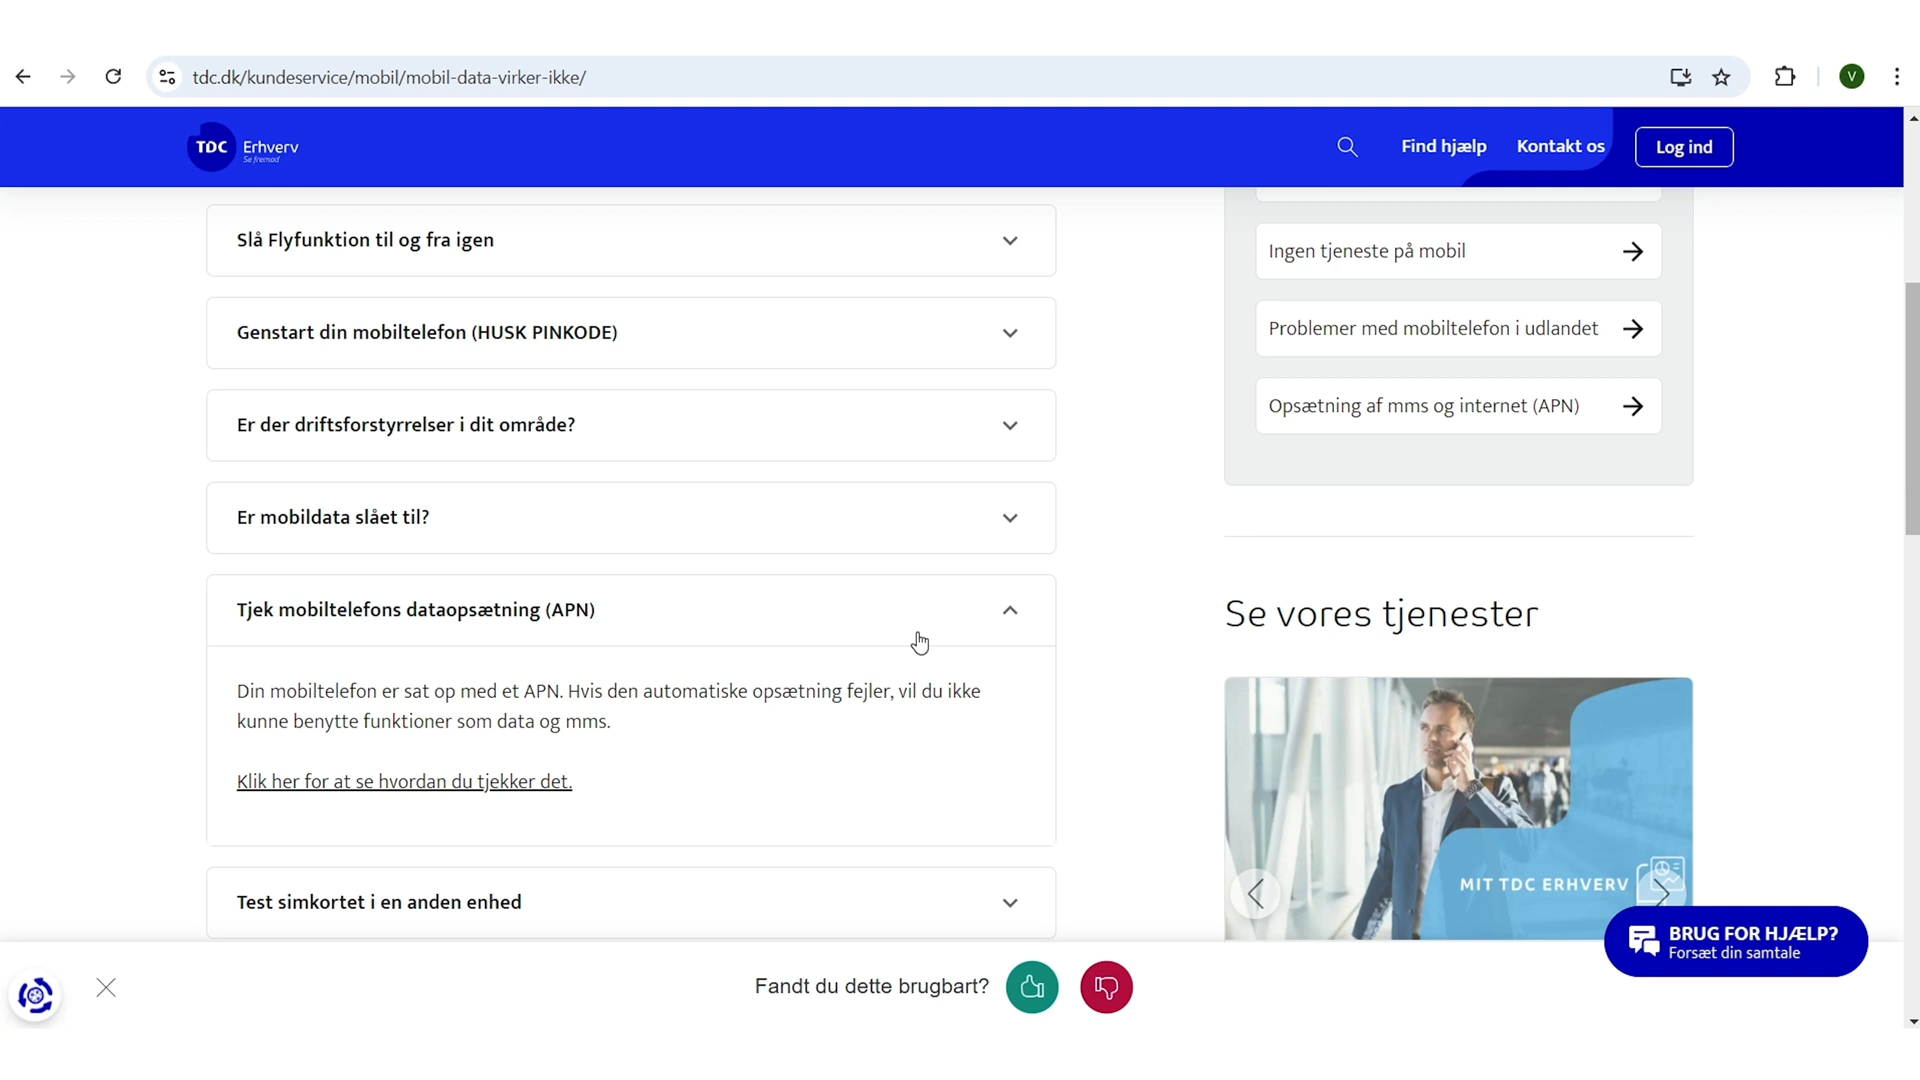 tdc.dk/kundeservice/mobil/mobil-data-virker-ikke/
V
TDC Erhverv
Se fremad
Find hjælp
Kontakt os
Log ind
Slå Flyfunktion til og fra igen
Genstart din mobiltelefon (HUSK PINKODE)
Er der driftsforstyrrelser i dit område?
Er mobildata slået til?
Tjek mobiltelefons dataopsætning (APN)
Din mobiltelefon er sat op med et APN. Hvis den automatiske opsætning fejler, vil du ikke
kunne benytte funktioner som data og mms.
Klik her for at se hvordan du tjekker det.
Test simkortet i en anden enhed
Ingen tjeneste på mobil
Problemer med mobiltelefon i udlandet
Opsætning af mms og internet (APN)
Se vores tjenester
MIT TDC ERHVERV
BRUG FOR HJÆLP?
Forsæt din samtale
Fandt du dette brugbart?